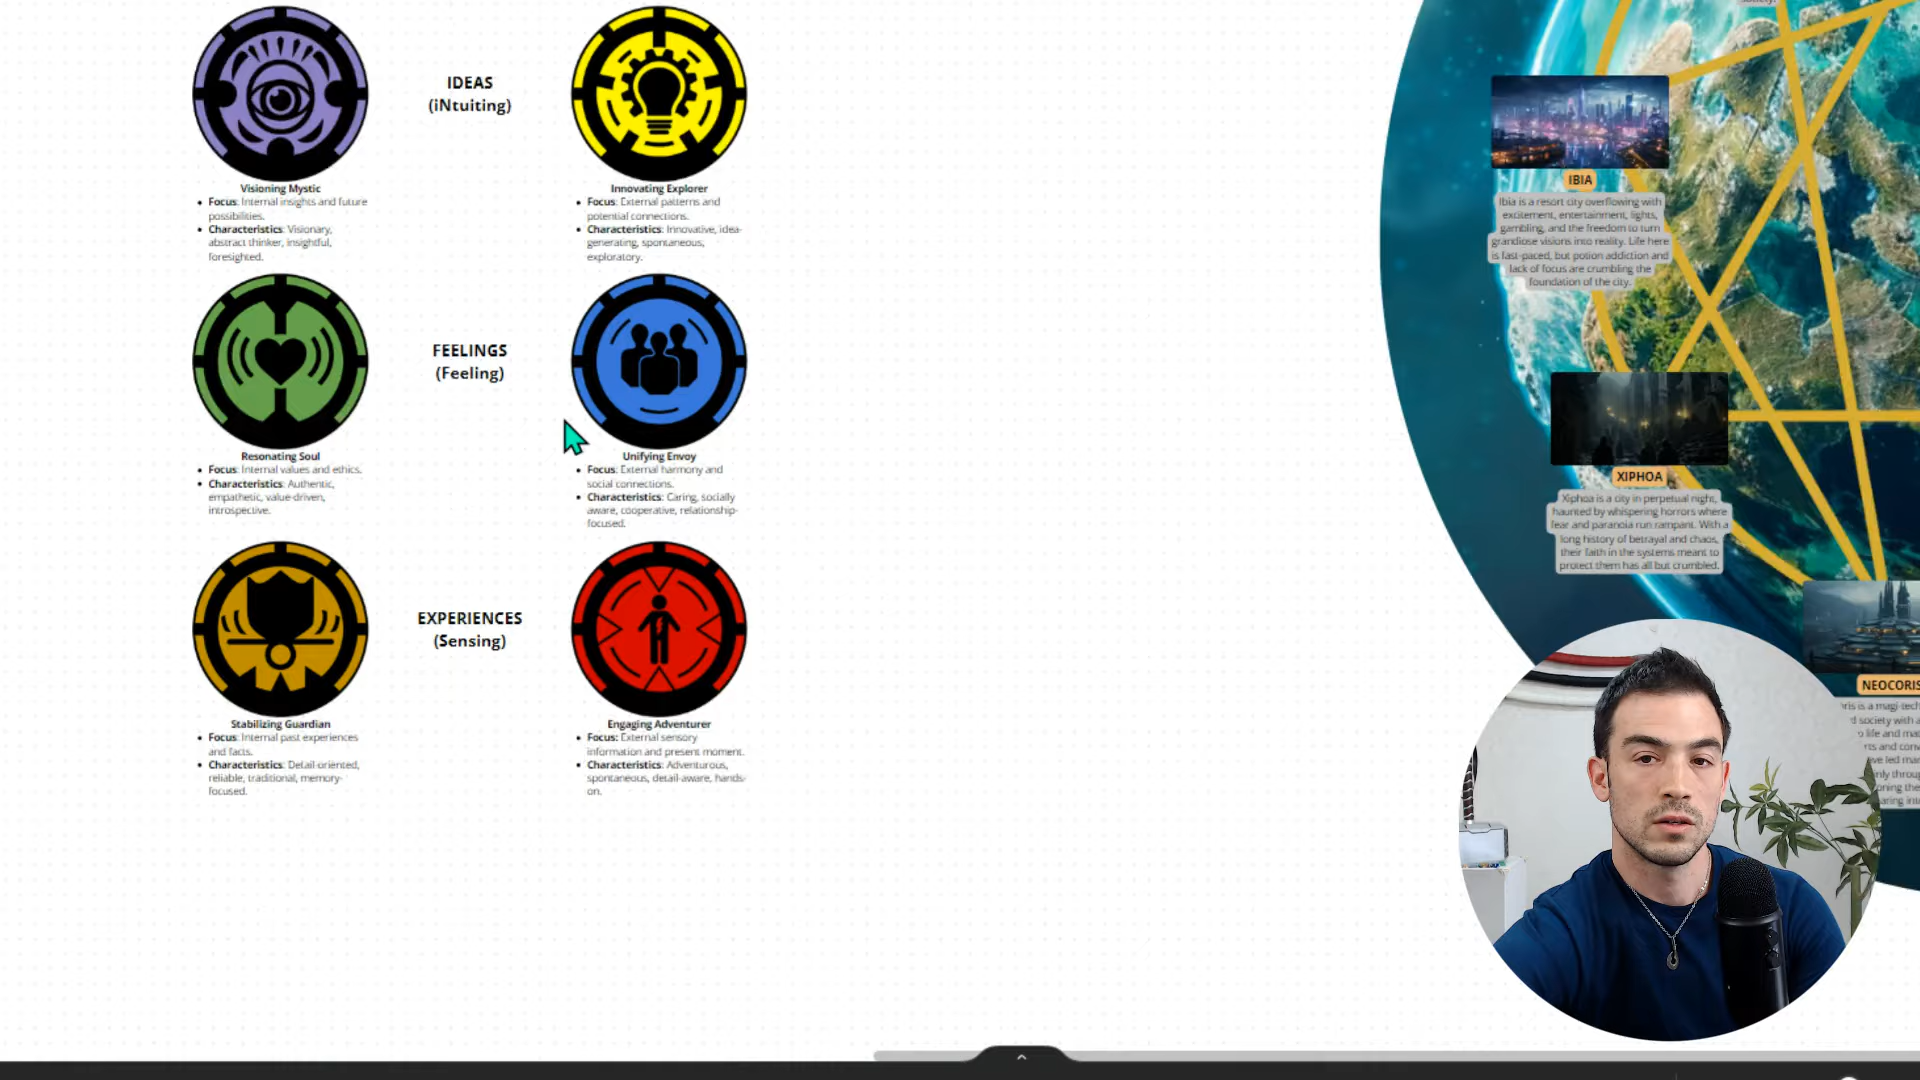 IDEAS
(iNtuiting)
Visioning Mystic
• Focus: Internal insights and future
possibilities.
• Characteristics: Visionary,
abstract thinker, insightful,
foresighted.
Innovating Explorer
• Focus: External patterns and
potential connections.
• Characteristics: Innovative, idea-
generating, spontaneous,
exploratory.
FEELINGS
(Feeling)
Resonating Soul
• Focus: Internal values and ethics.
• Characteristics: Authentic,
empathetic, value-driven,
introspective.
Unifying Envoy
• Focus: External harmony and
social connections.
• Characteristics: Caring, socially
aware, cooperative, relationship-
focused.
EXPERIENCES
(Sensing)
Stabilizing Guardian
• Focus: Internal past experiences
and facts.
• Characteristics: Detail-oriented,
reliable, traditional, memory-
focused.
Engaging Adventurer
• Focus: External sensory
information and present moment.
• Characteristics: Adventurous,
spontaneous, detail-aware, hands-
on.
society.
IBIA
Ibia is a resort city overflowing with
excitement, entertainment, lights,
gambling, and the freedom to turn
grandiose visions into reality. Life here
is fast-paced, but potion addiction and
lack of focus are crumbling the
foundation of the city.
XIPHOA
Xiphoa is a city in perpetual night,
haunted by whispering horrors where
fear and paranoia run rampant. With a
long history of betrayal and chaos,
their faith in the systems meant to
protect them has all but crumbled.
NEOCORIS
is a magi-tech
society with a
life and